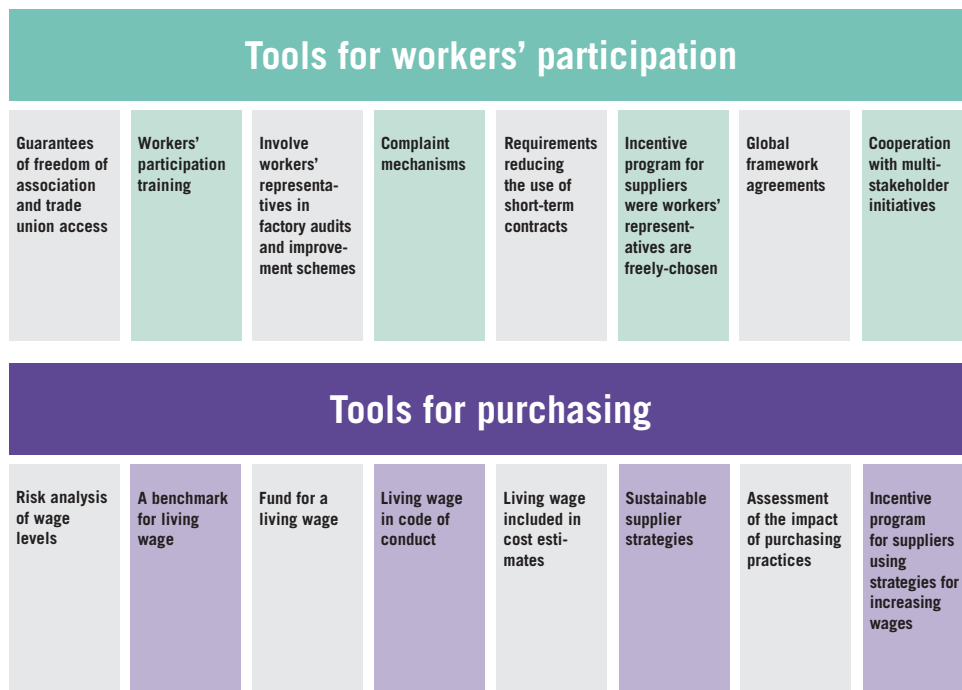 Tools for workers’ participation
Guarantees
of freedom of
association
and trade
union access
Workers’
participation
training
Involve
workers’
representa-
tives in
factory audits
and improve-
ment schemes
Complaint
mechanisms
Requirements
reducing
the use of
short-term
contracts
Incentive
program for
suppliers
were workers’
represent-
atives are
freely-chosen
Global
framework
agreements
Cooperation
with multi-
stakeholder
initiatives
Tools for purchasing
Risk analysis
of wage
levels
A benchmark
for living
wage
Fund for a
living wage
Living wage
in code of
conduct
Living wage
included in
cost esti-
mates
Sustainable
supplier
strategies
Assessment
of the impact
of purchasing
practices
Incentive
program
for suppliers
using
strategies for
increasing
wages